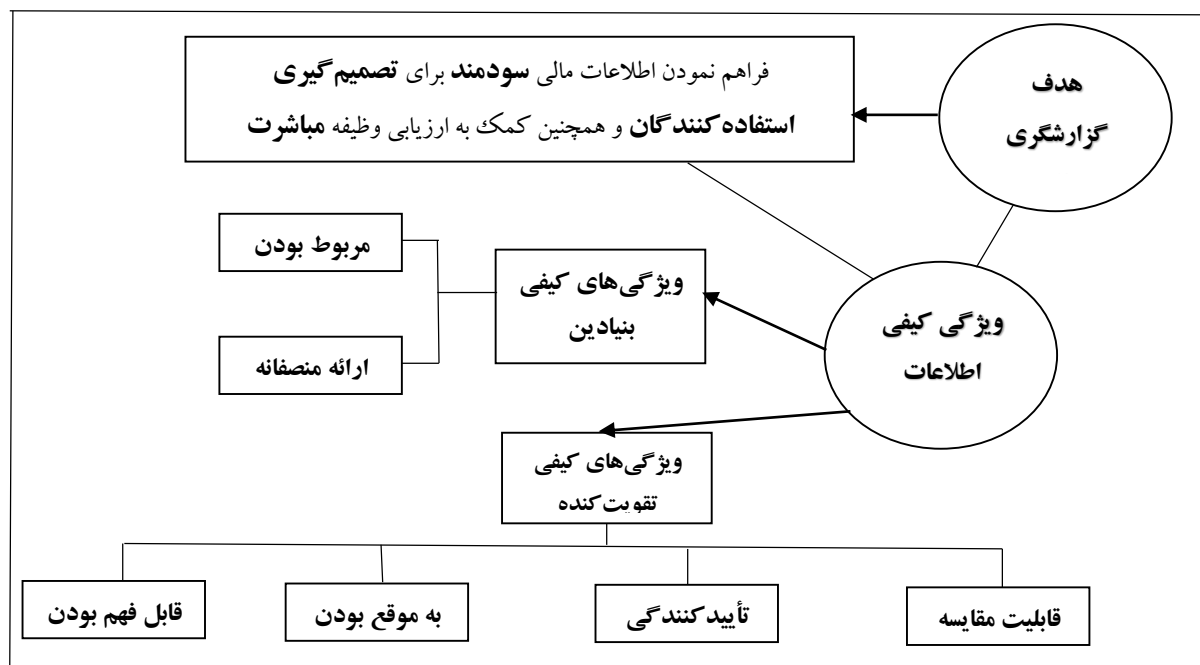 هدف
گزارشگری
فراهم نمودن اطلاعات مالی سودمند برای تصمیم‌گیری
استفاده‌کنندگان و همچنین کمک به ارزیابی وظیفه مباشرت
ویژگی کیفی
اطلاعات
ویژگی‌های کیفی
بنیادین
مربوط بودن
ارائه منصفانه
ویژگی‌های کیفی
تقویت‌کننده
قابلیت مقایسه
تأییدکنندگی
به موقع بودن
قابل فهم بودن